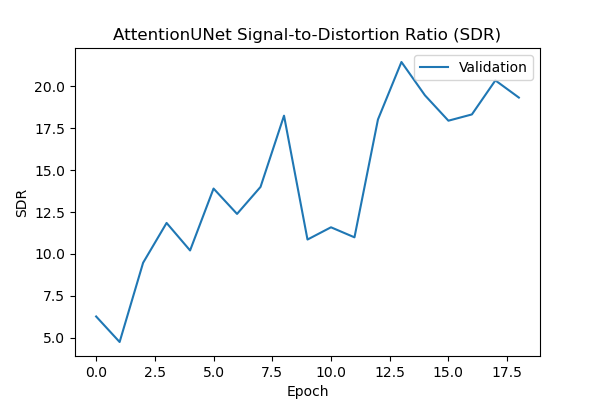 AttentionUNet Signal-to-Distortion Ratio (SDR)
Validation
20.0
17.5
15.0
12.5
10.0
7.5
5.0
SDR
0.0 2.5 5.0 7.5 10.0 12.5 15.0 17.5
Epoch